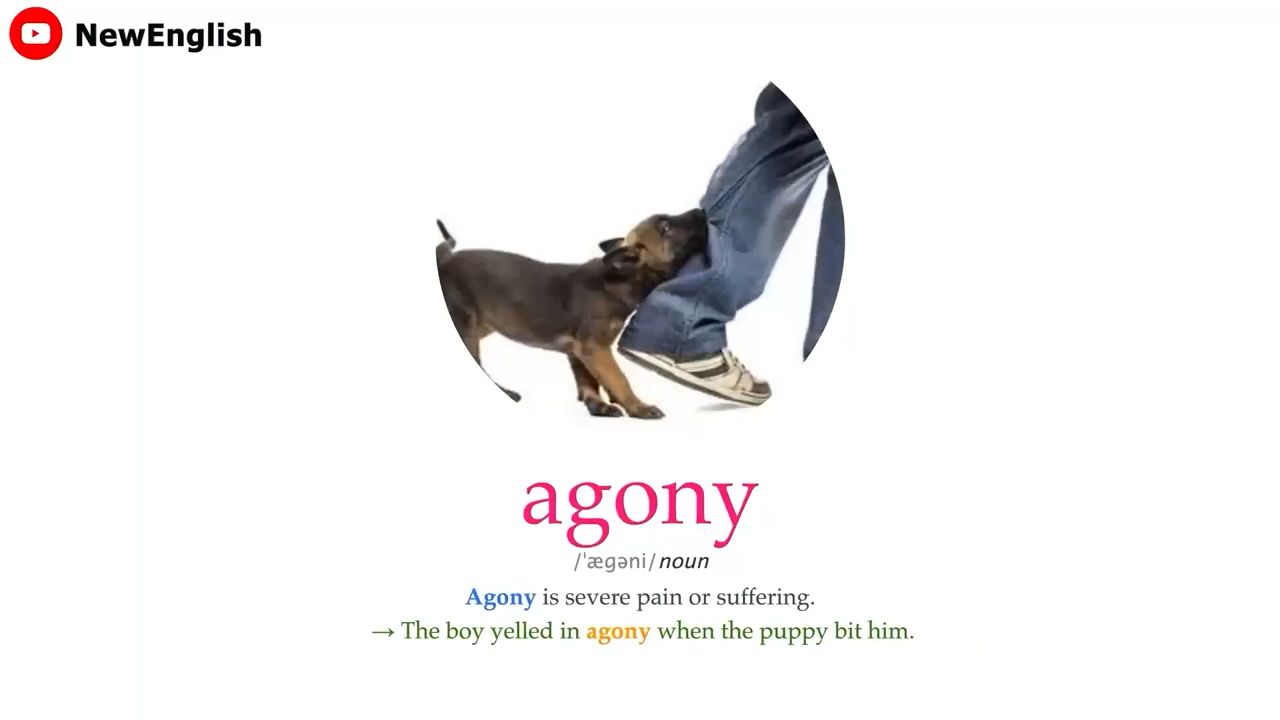 NewEnglish
agony
/ˈæɡəni/ noun
Agony is severe pain or suffering.
→ The boy yelled in agony when the puppy bit him.